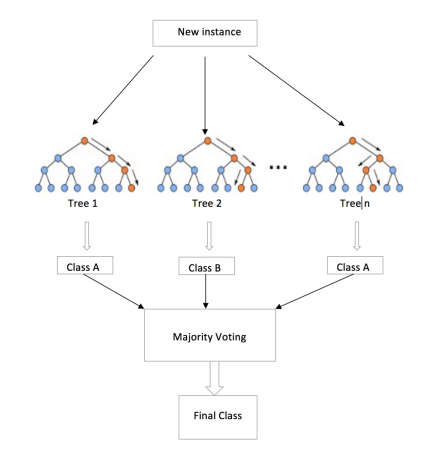 New instance
Tree 1
Tree 2
Tree n
Class A
Class B
Class A
Majority Voting
Final Class